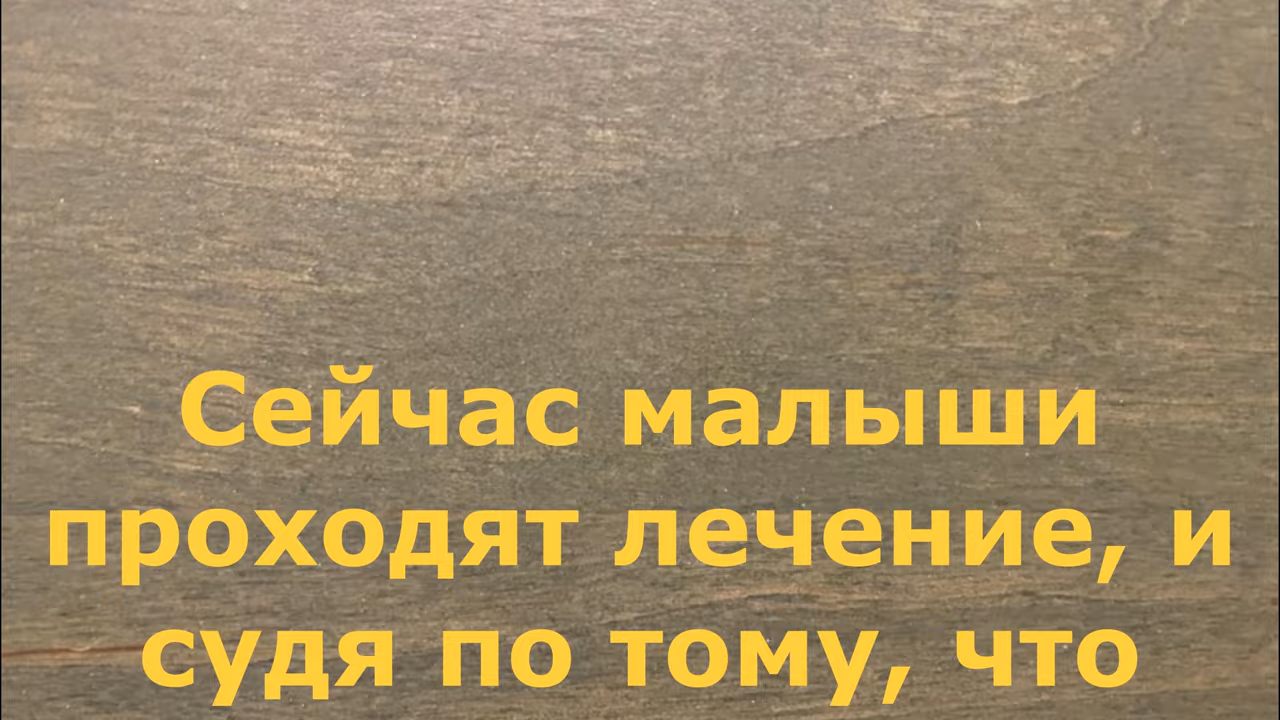 Сейчас малыши
проходят лечение, и
судя по тому, что